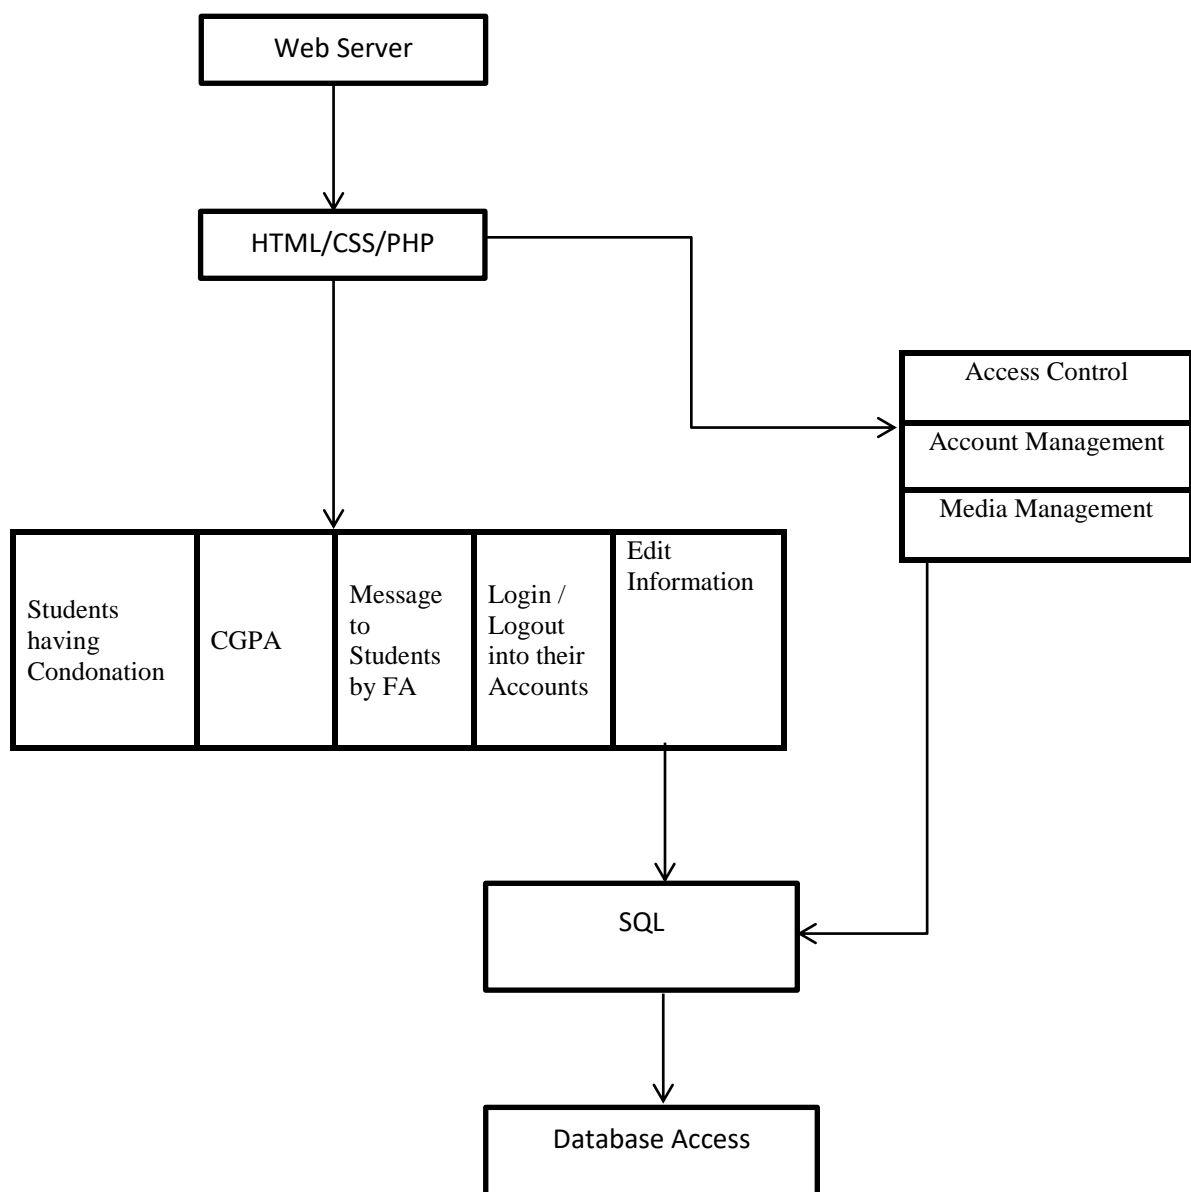 Web Server
HTML/CSS/PHP
Access Control
Account Management
Media Management
Students
having
Condonation
CGPA
Message
to
Students
by FA
Login /
Logout
into their
Accounts
Edit
Information
SQL
Database Access